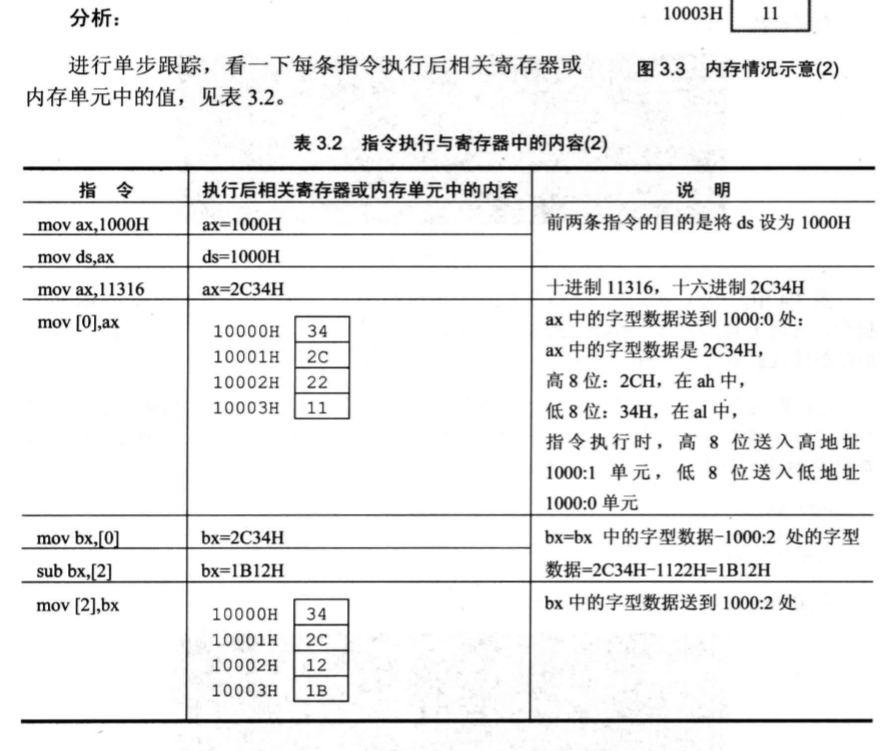 分析：
10003H 11
进行单步跟踪，看一下每条指令执行后相关寄存器或
内存单元中的值，见表 3.2。
图 3.3 内存情况示意(2)
表 3.2 指令执行与寄存器中的内容(2)
指 令 执行后相关寄存器或内存单元中的内容 说 明
mov ax,1000H ax=1000H 前两条指令的目的是将 ds 设为 1000H
mov ds,ax ds=1000H
mov ax,11316 ax=2C34H 十进制 11316，十六进制 2C34H
mov [0],ax
10000H 34
10001H 2C
10002H 22
10003H 11
ax 中的字型数据送到 1000:0 处：
ax 中的字型数据是 2C34H，
高 8 位：2CH，在 ah 中，
低 8 位：34H，在 al 中，
指令执行时，高 8 位送入高地址
1000:1 单元，低 8 位送入低地址
1000:0 单元
mov bx,[0] bx=2C34H
sub bx,[2] bx=1B12H
bx=bx 中的字型数据-1000:2 处的字型
数据=2C34H-1122H=1B12H
mov [2],bx
10000H 34
10001H 2C
10002H 12
10003H 1B
bx 中的字型数据送到 1000:2 处